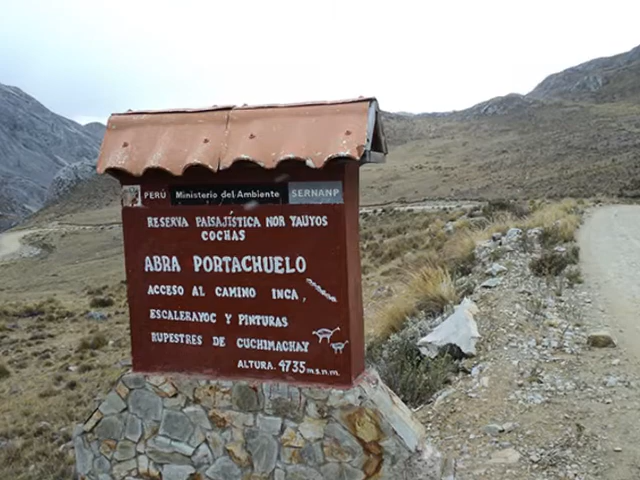 PERÚ Ministerio del Ambiente SERNANP
RESERVA PAISAJÍSTICA NOR YAUYOS
COCHAS
ABRA PORTACHUELO
ACCESO AL CAMINO INCA,
ESCALERAYOC Y PINTURAS
RUPESTRES DE CUCHIMACHAY
ALTURA. 4735 m.s.n.m.